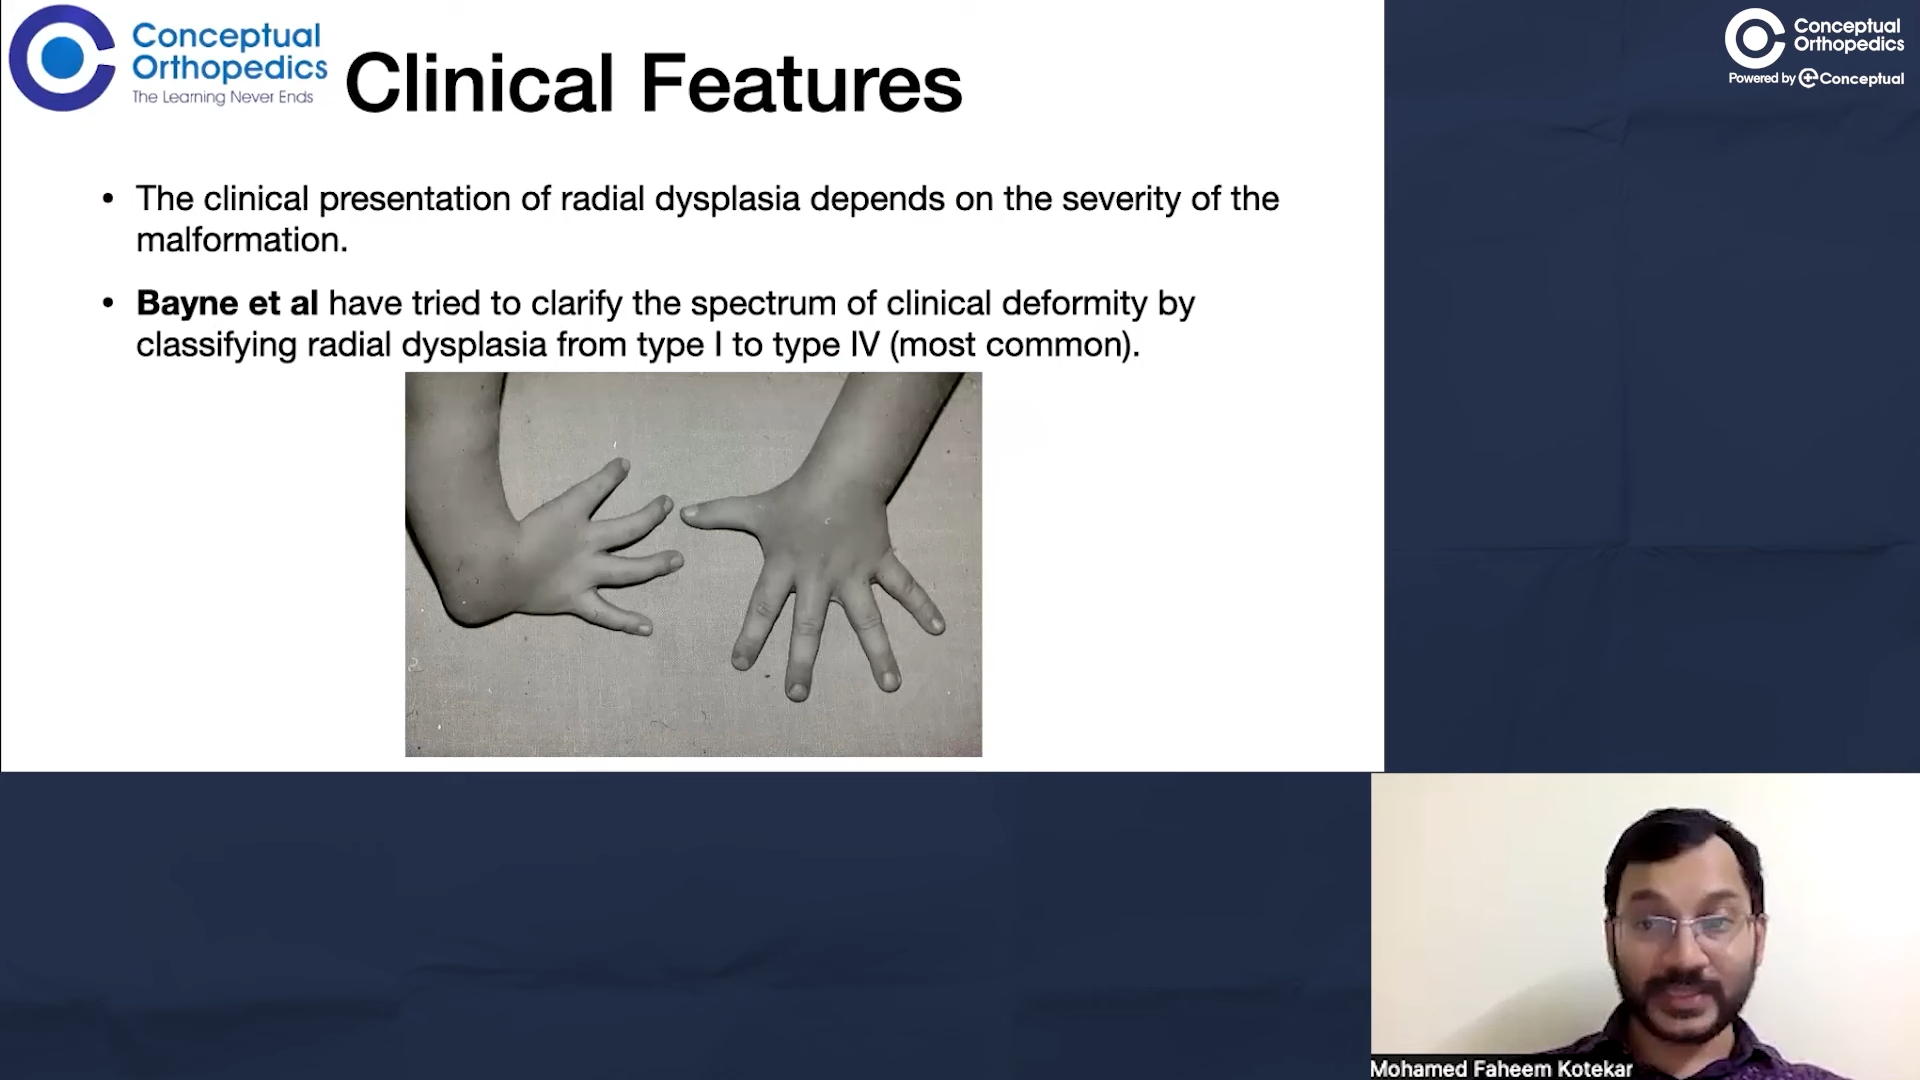 Conceptual
Orthopedics
The Learning Never Ends
Clinical Features
• The clinical presentation of radial dysplasia depends on the severity of the
malformation.
• Bayne et al have tried to clarify the spectrum of clinical deformity by
classifying radial dysplasia from type I to type IV (most common).
Conceptual
Orthopedics
Powered by Conceptual
Mohamed Faheem Kotekar